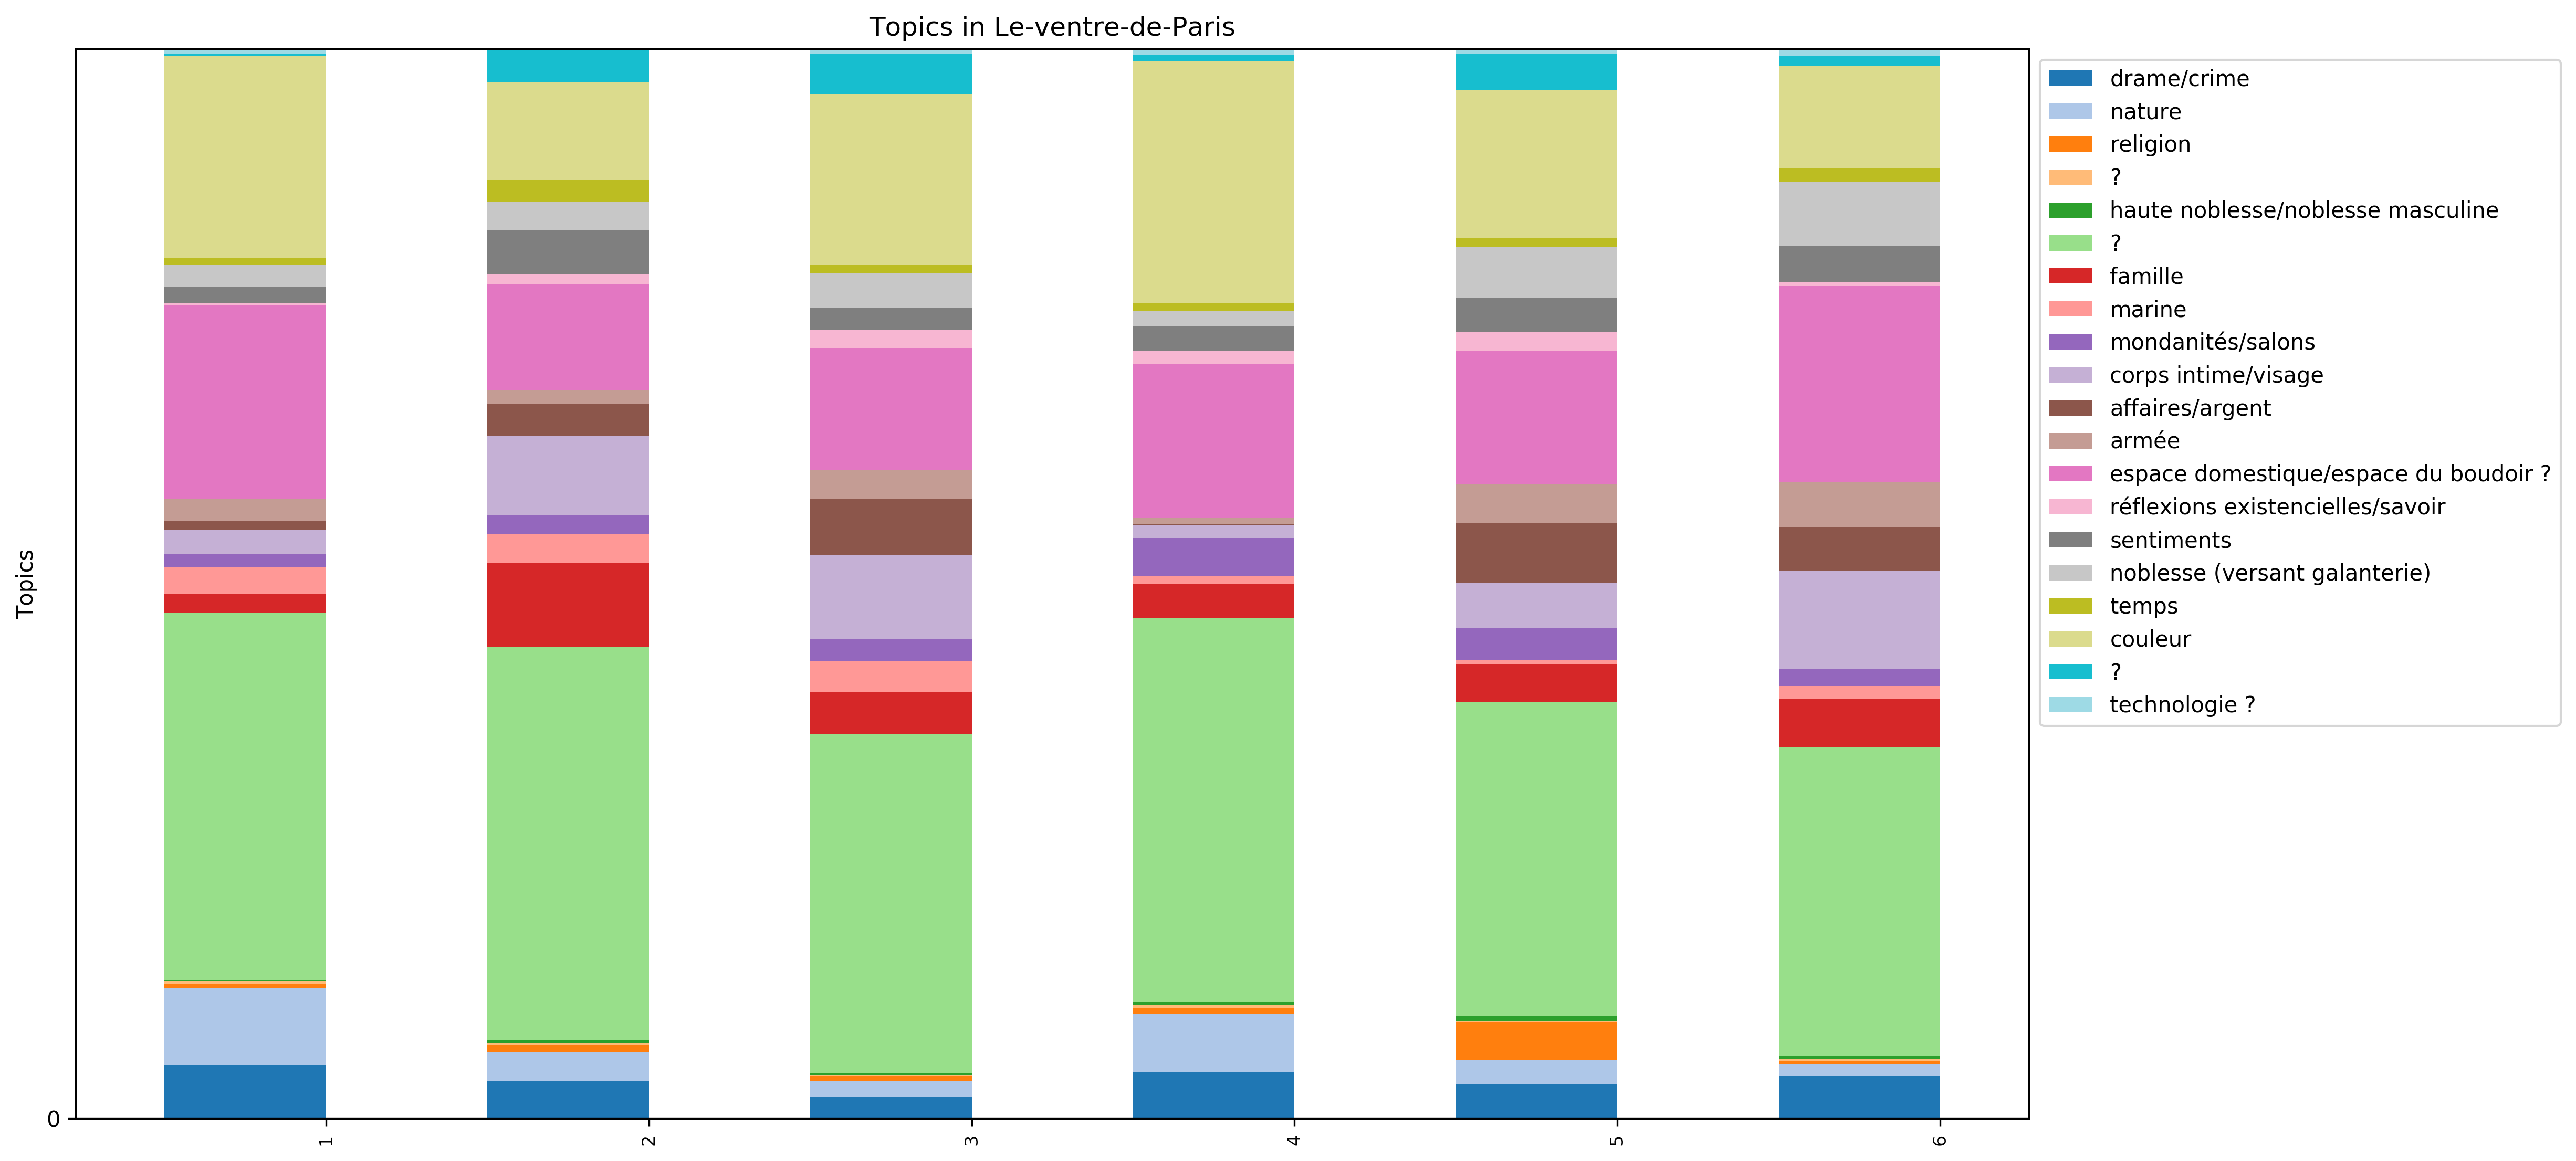 Topics in Le-ventre-de-Paris
Topics
0
1
2
3
4
5
6
drame/crime
nature
religion
?
haute noblesse/noblesse masculine
?
famille
marine
mondanités/salons
corps intime/visage
affaires/argent
armée
espace domestique/espace du boudoir ?
réflexions existencielles/savoir
sentiments
noblesse (versant galanterie)
temps
couleur
?
technologie ?